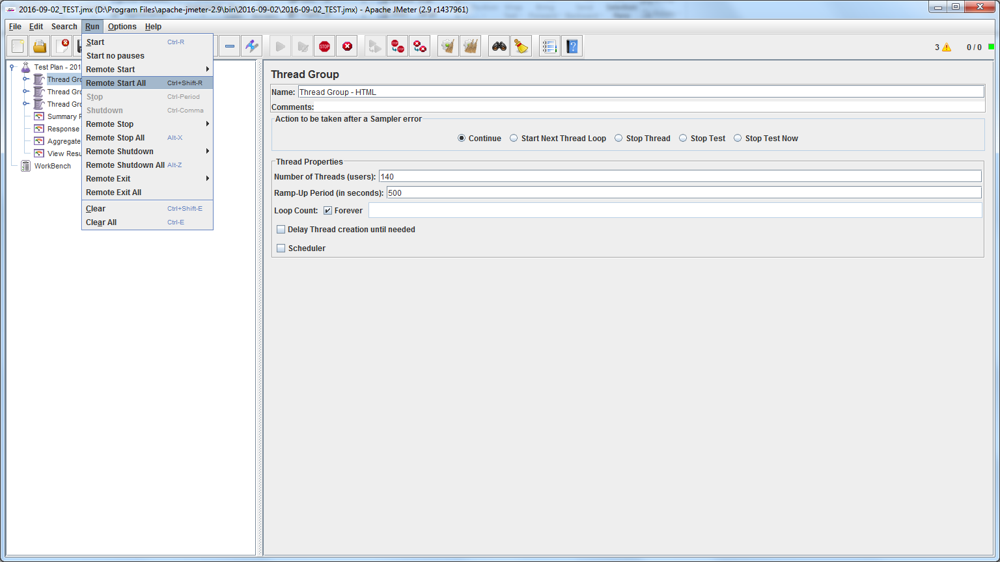 2016-09-02_TEST.jmx (D:\Program Files\apache-jmeter-2.9\bin\2016-09-02\2016-09-02_TEST.jmx) - Apache JMeter (2.9 r1437961)
File Edit Search Run Options Help
STOP
3 0 / 0
Start Ctrl-R
Start no pauses
Remote Start
Remote Start All Ctrl+Shift-R
Stop Ctrl-Period
Shutdown Ctrl-Comma
Remote Stop
Remote Stop All Alt-X
Remote Shutdown
Remote Shutdown All Alt-Z
Remote Exit
Remote Exit All
Clear Ctrl+Shift-E
Clear All Ctrl-E
Test Plan - 201
Thread Gro
Thread Gro
Thread Gro
Summary R
Response
Aggregate
View Resu
WorkBench
Thread Group
Name: Thread Group - HTML
Comments:
Action to be taken after a Sampler error
Continue Start Next Thread Loop Stop Thread Stop Test Stop Test Now
Thread Properties
Number of Threads (users): 140
Ramp-Up Period (in seconds): 500
Loop Count: Forever
Delay Thread creation until needed
Scheduler